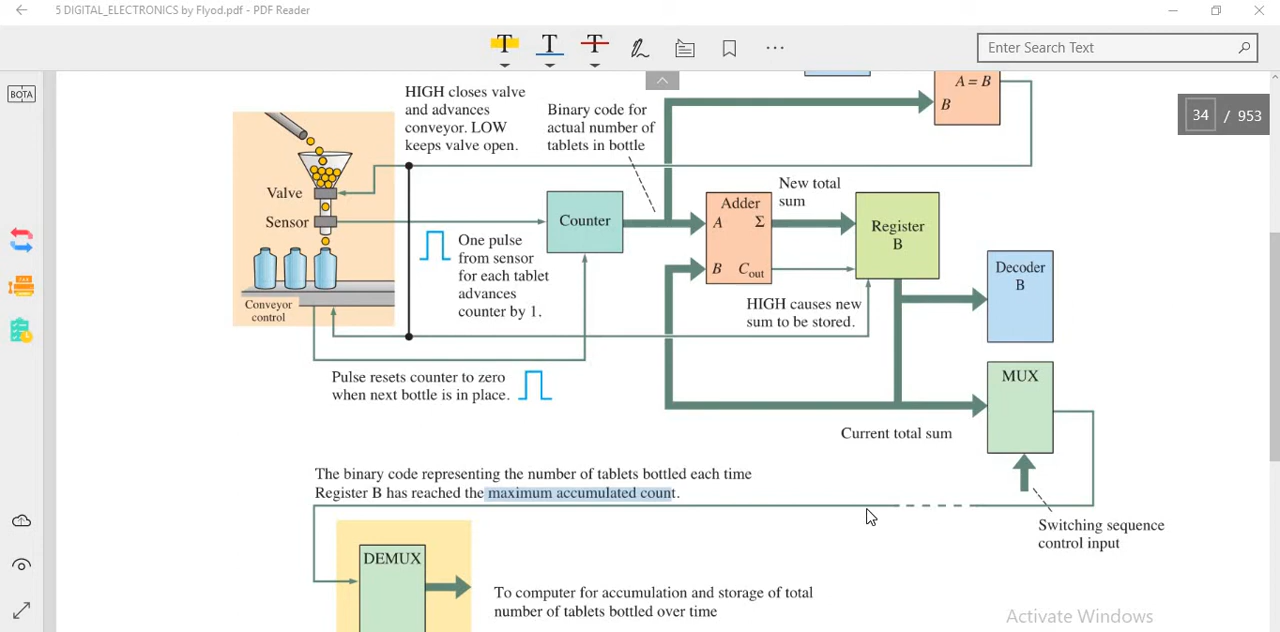 5 DIGITAL_ELECTRONICS by Flyod.pdf - PDF Reader
T
T
T
Enter Search Text
BOTA
34 / 953
HIGH closes valve
and advances
conveyor. LOW
keeps valve open.
Binary code for
actual number of
tablets in bottle
A = B
B
Valve
Sensor
Conveyor
control
One pulse
from sensor
for each tablet
advances
counter by 1.
Counter
Adder
A Σ
B Cout
New total
sum
Register
B
HIGH causes new
sum to be stored.
Decoder
B
MUX
Pulse resets counter to zero
when next bottle is in place.
Current total sum
The binary code representing the number of tablets bottled each time
Register B has reached the maximum accumulated count.
Switching sequence
control input
DEMUX
To computer for accumulation and storage of total
number of tablets bottled over time
Activate Windows